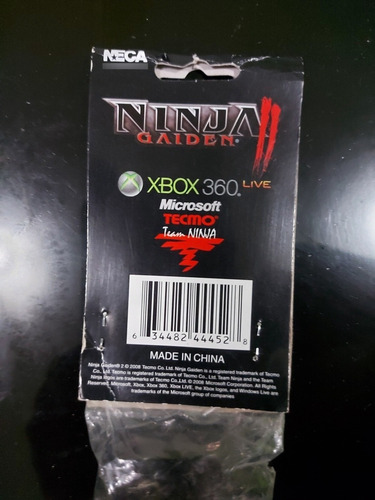 NECA
NINJA II
GAIDEN
XBOX 360 LIVE
Microsoft
TECMO
Team NINJA
6 34482 44452 8
MADE IN CHINA
Ninja Gaiden® 2 © 2008 Tecmo Co. Ltd. Ninja Gaiden is a registered trademark of Tecmo
Co., Ltd. Tecmo is registered trademark of Tecmo Co. Ltd. Team Ninja and the Team
Ninja logos are trademark of Tecmo Co.,Ltd. © 2008 Microsoft Corporation. All Rights
Reserved. Microsoft, Xbox, Xbox 360, Xbox LIVE, the Xbox logos, and Windows Live are
trademarks of the Microsoft group of companies.